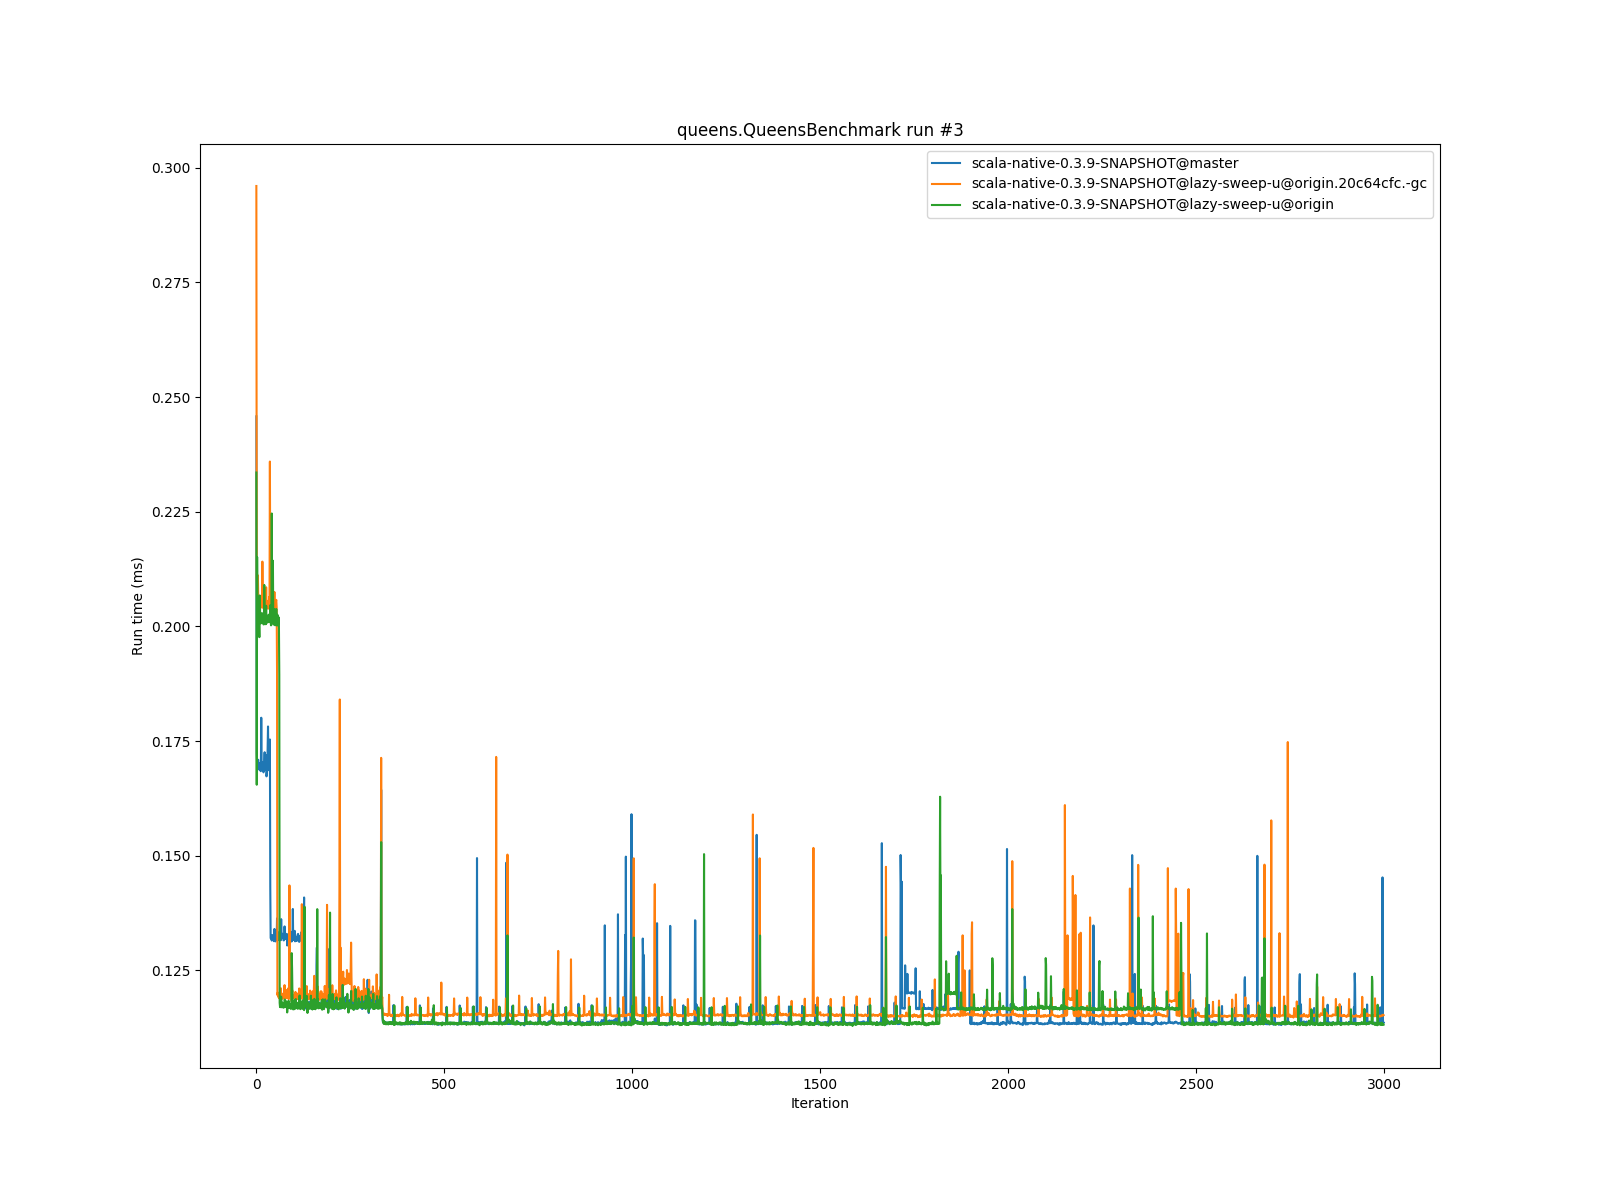 queens.QueensBenchmark run #3
scala-native-0.3.9-SNAPSHOT@master
scala-native-0.3.9-SNAPSHOT@lazy-sweep-u@origin.20c64cfc.-gc
scala-native-0.3.9-SNAPSHOT@lazy-sweep-u@origin
0.300
0.275
0.250
0.225
0.200
0.175
0.150
0.125
Run time (ms)
0 500 1000 1500 2000 2500 3000
Iteration